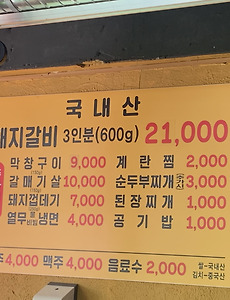 국내산
돼지갈비 3인분(600g) 21,000
막창구이 9,000 계란찜 2,000
갈매기살 10,000 순두부찌개 3,000
돼지껍데기 7,000 된장찌개 1,000
열무 냉면 4,000 공기밥 1,000
4,000 맥주 4,000 음료수 2,000
쌀-국내산
김치-중국산